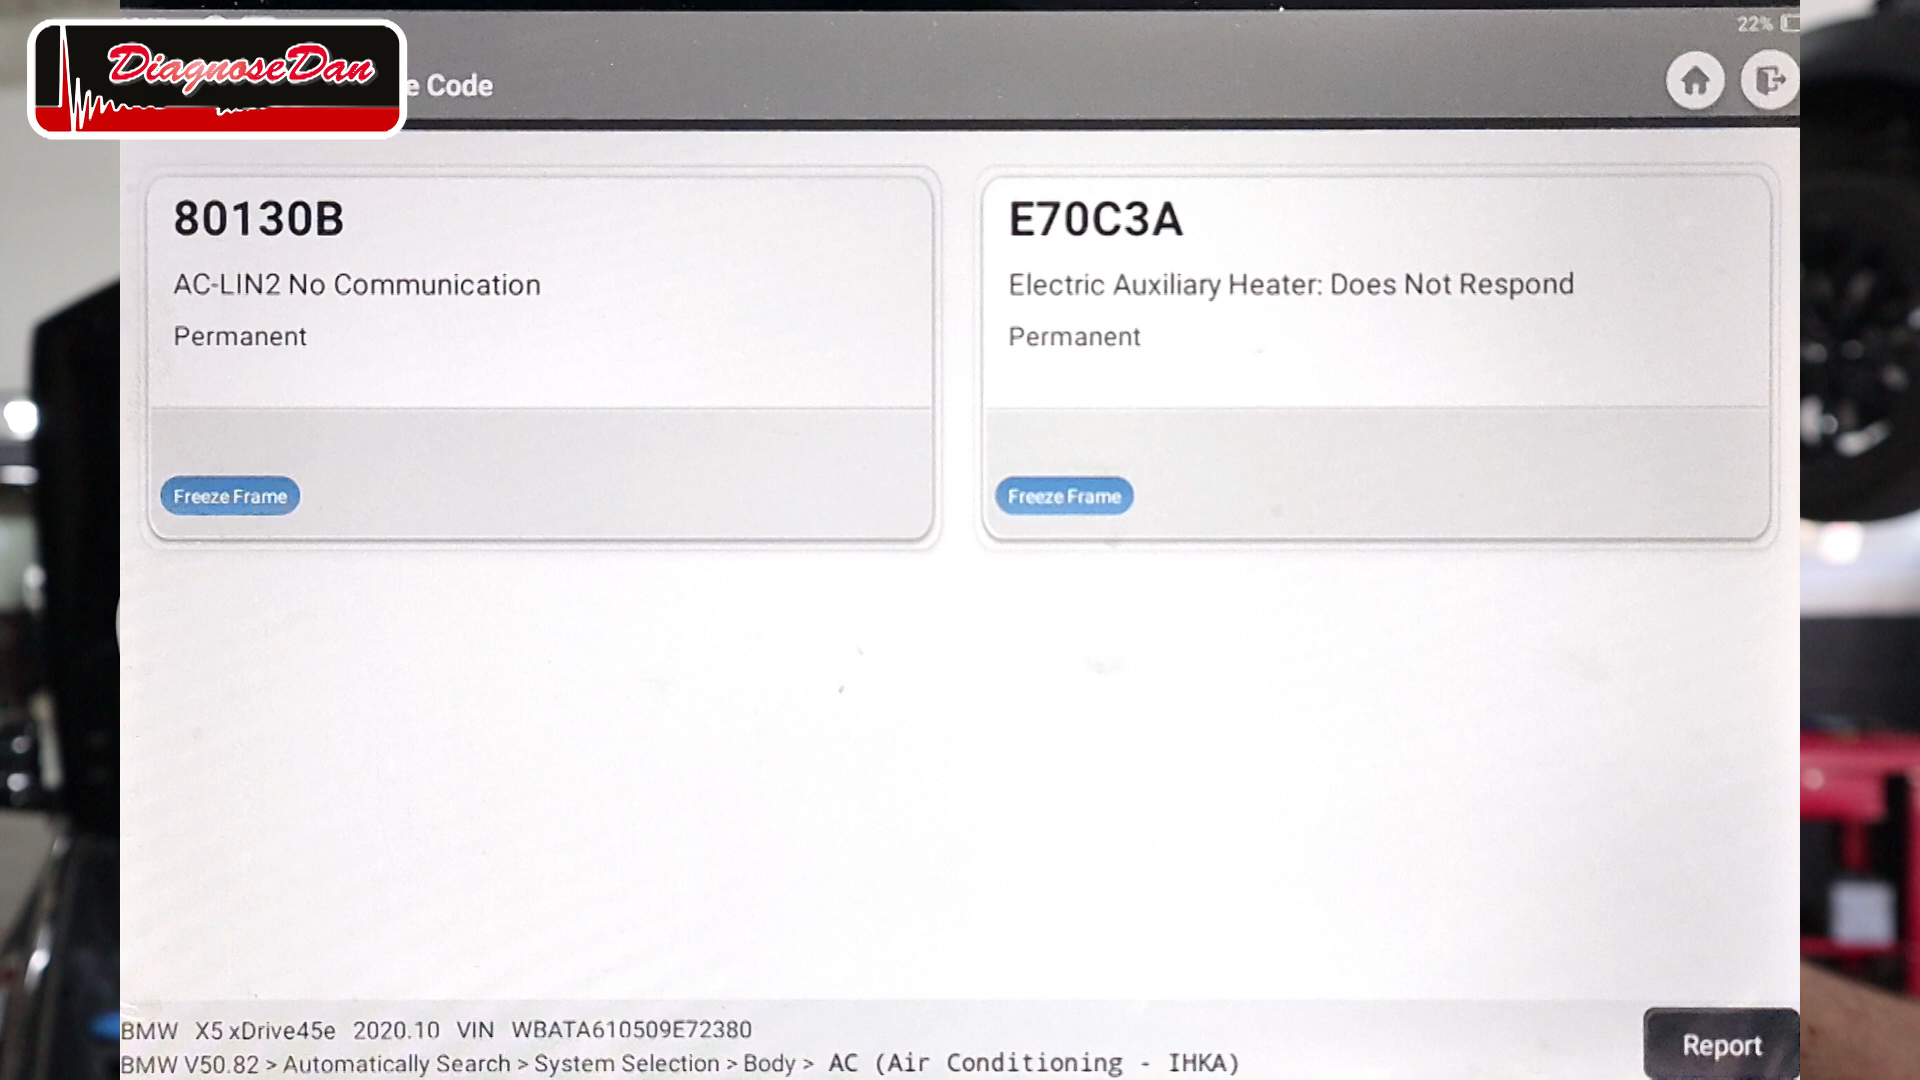 DiagnoseDan
22%
e Code
80130B
AC-LIN2 No Communication
Permanent
Freeze Frame
E70C3A
Electric Auxiliary Heater: Does Not Respond
Permanent
Freeze Frame
BMW X5 xDrive45e 2020.10 VIN WBATA610509E72380
BMW V50.82 > Automatically Search > System Selection > Body > AC (Air Conditioning - IHKA)
Report